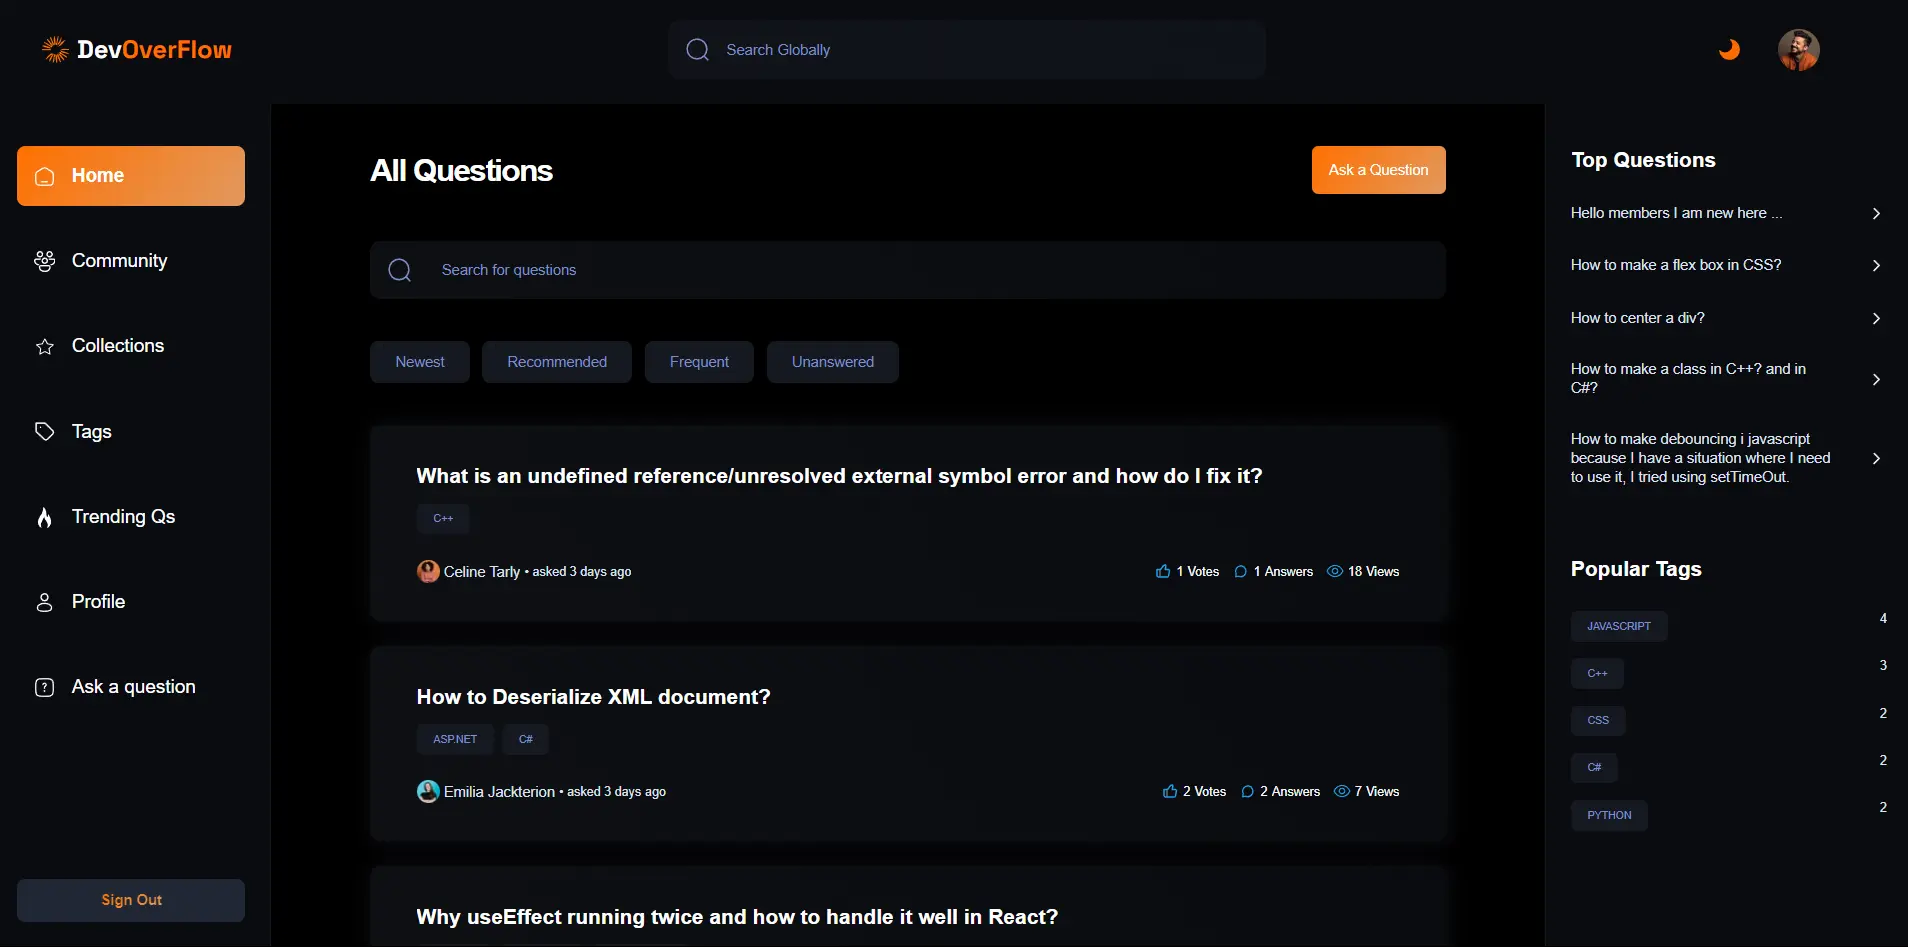 DevOverFlow
Search Globally
Home
Community
Collections
Tags
Trending Qs
Profile
Ask a question
Sign Out
All Questions
Ask a Question
Search for questions
Newest
Recommended
Frequent
Unanswered
What is an undefined reference/unresolved external symbol error and how do I fix it?
C++
Celine Tarly • asked 3 days ago
1 Votes
1 Answers
18 Views
How to Deserialize XML document?
ASP.NET
C#
Emilia Jackterion • asked 3 days ago
2 Votes
2 Answers
7 Views
Why useEffect running twice and how to handle it well in React?
Top Questions
Hello members I am new here ...
How to make a flex box in CSS?
How to center a div?
How to make a class in C++? and in
C#?
How to make debouncing i javascript
because I have a situation where I need
to use it, I tried using setTimeOut.
Popular Tags
JAVASCRIPT 4
C++ 3
CSS 2
C# 2
PYTHON 2